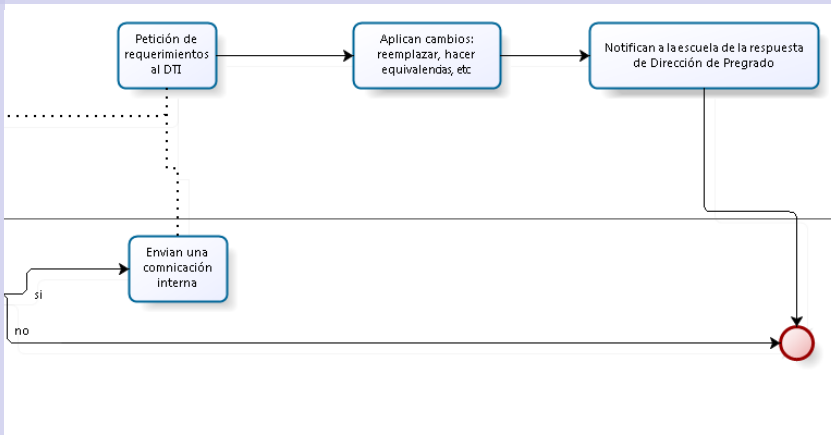 Petición de
requerimientos
al DTI
Aplican cambios:
reemplazar, hacer
equivalencias, etc
Notifican a la escuela de la respuesta
de Dirección de Pregrado
Envian una
comnicación
interna
si
no